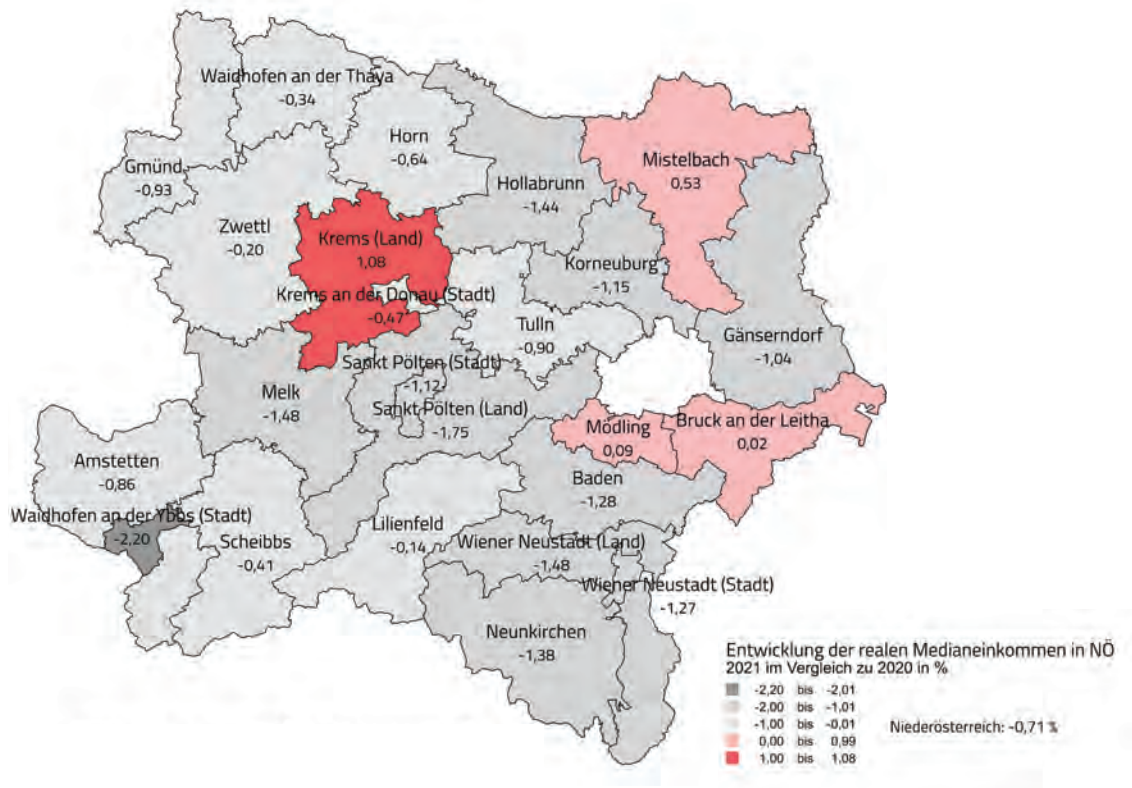 Waidhofen an der Thaya
-0,34
Horn
-0,64
Gmünd
-0,93
Mistelbach
0,53
Hollabrunn
-1,44
Zwettl
-0,20
Krems (Land)
1,08
Korneuburg
-1,15
Krems an der Donau (Stadt)
-0,47
Tulln
-0,90
Gänserndorf
-1,04
Sankt Pölten (Stadt)
-1,12
Melk
-1,48
Sankt Pölten (Land)
-1,75
Mödling
0,09
Bruck an der Leitha
0,02
Amstetten
-0,86
Baden
-1,28
Waidhofen an der Ybbs (Stadt)
-2,20
Scheibbs
-0,41
Lilienfeld
-0,14
Wiener Neustadt (Land)
-1,48
Wiener Neustadt (Stadt)
-1,27
Neunkirchen
-1,38
Entwicklung der realen Medianeinkommen in NÖ
2021 im Vergleich zu 2020 in %
-2,20 bis -2,01
-2,00 bis -1,01
-1,00 bis -0,01
0,00 bis 0,99
1,00 bis 1,08
Niederösterreich: -0,71 %